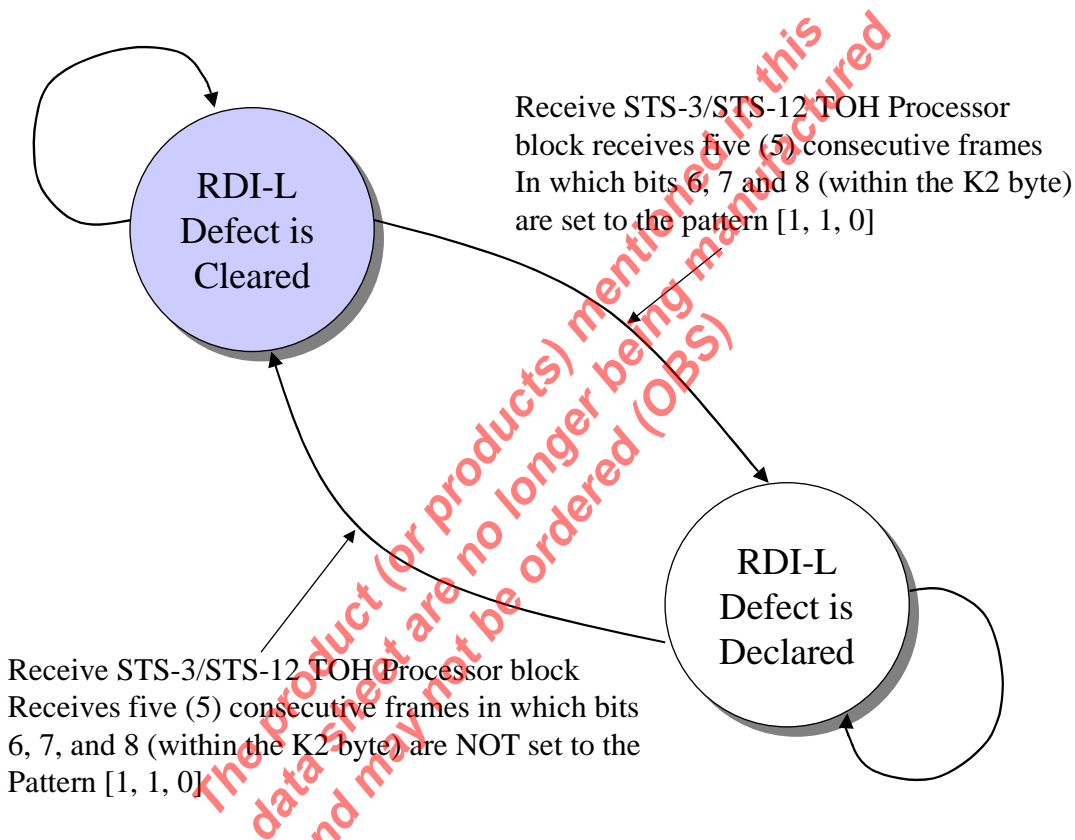 RDI-L
Defect is
Cleared
Receive STS-3/STS-12 TOH Processor
block receives five (5) consecutive frames
In which bits 6, 7 and 8 (within the K2 byte)
are set to the pattern [1, 1, 0]
RDI-L
Defect is
Declared
Receive STS-3/STS-12 TOH Processor block
Receives five (5) consecutive frames in which bits
6, 7, and 8 (within the K2 byte) are NOT set to the
Pattern [1, 1, 0]
The product (or products) mentioned in this
data sheet are no longer being manufactured
nd may not be ordered (OBS)